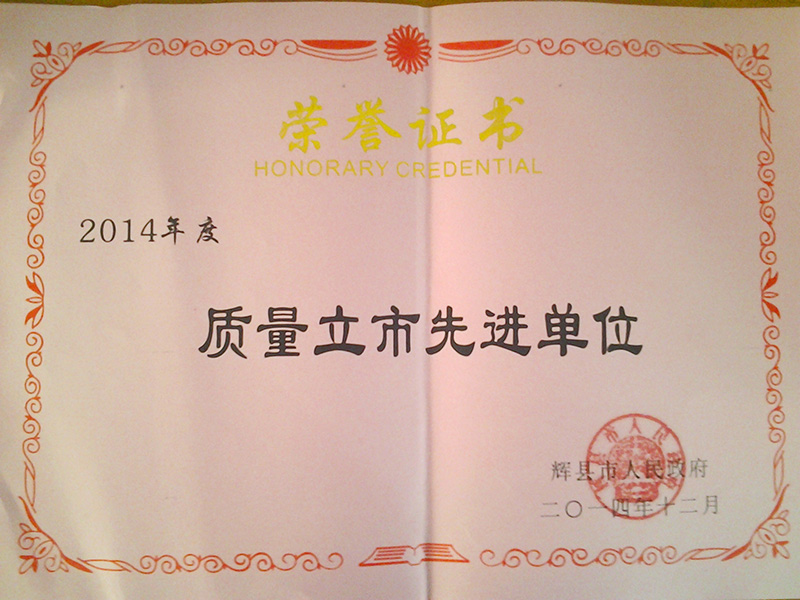 荣誉证书
HONORARY CREDENTIAL
2014年度
质量立市先进单位
辉县市人民政府
二〇一四年十二月